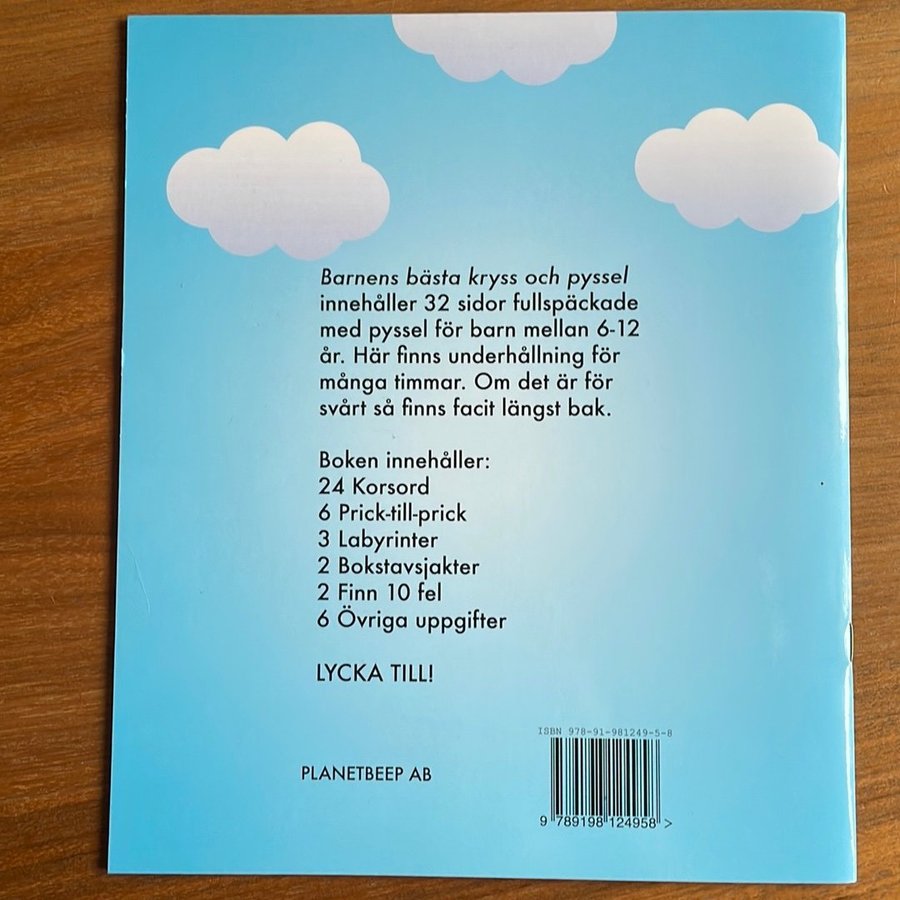 Barnens bästa kryss och pyssel
innehåller 32 sidor fullspäckade
med pyssel för barn mellan 6-12
år. Här finns underhållning för
många timmar. Om det är för
svårt så finns facit längst bak.
Boken innehåller:
24 Korsord
6 Prick-till-prick
3 Labyrinter
2 Bokstavsjakter
2 Finn 10 fel
6 Övriga uppgifter
LYCKA TILL!
ISBN 978-91-981249-5-8
PLANETBEEP AB
9 789198 124958 >